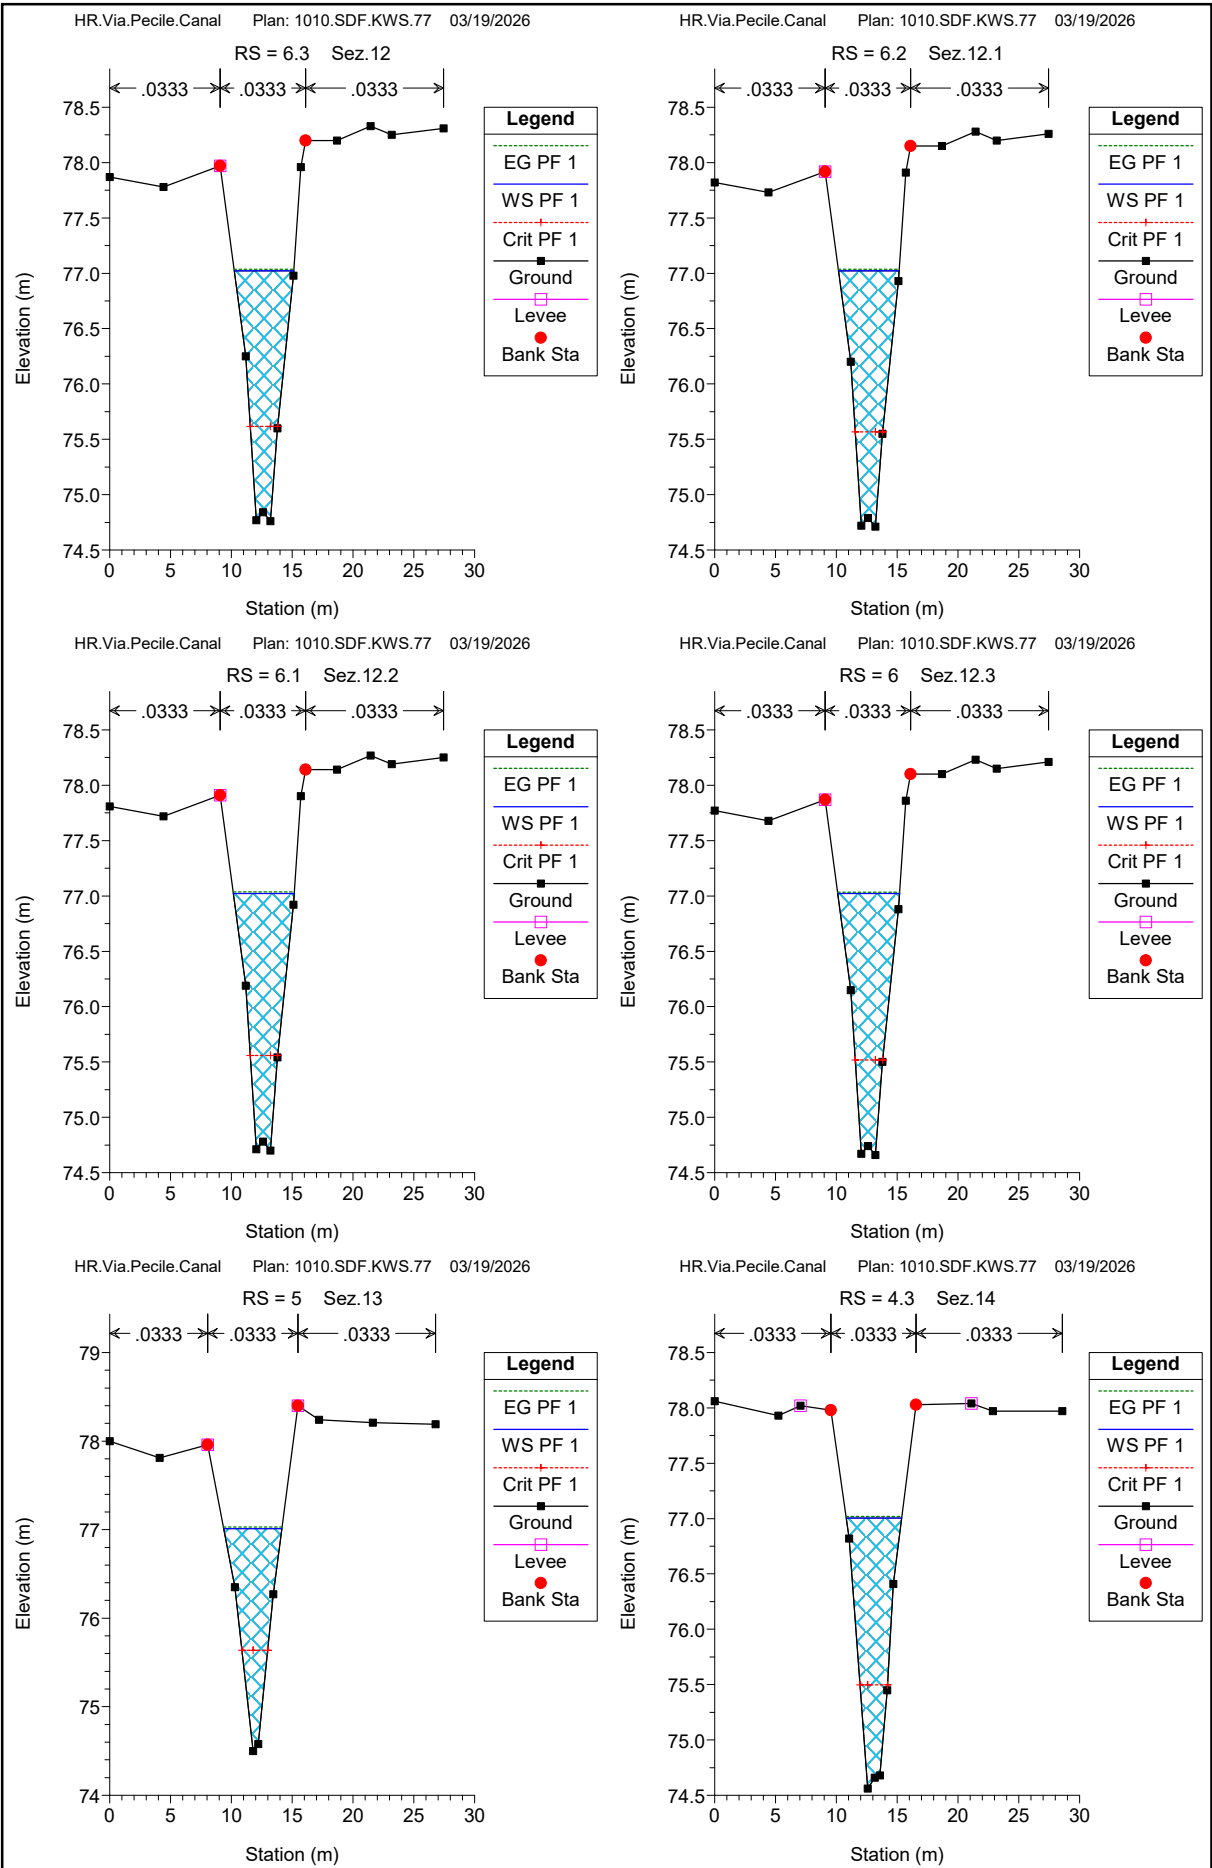 HR.Via.Pecile.Canal Plan: 1010.SDF.KWS.77 03/19/2026
RS = 6.3 Sez.12
.0333 .0333 .0333
78.5
78.0
77.5
77.0
76.5
76.0
75.5
75.0
74.5
0 5 10 15 20 25 30
Elevation (m)
Station (m)
Legend
EG PF 1
WS PF 1
Crit PF 1
Ground
Levee
Bank Sta
HR.Via.Pecile.Canal Plan: 1010.SDF.KWS.77 03/19/2026
RS = 6.2 Sez.12.1
.0333 .0333 .0333
78.5
78.0
77.5
77.0
76.5
76.0
75.5
75.0
74.5
0 5 10 15 20 25 30
Elevation (m)
Station (m)
Legend
EG PF 1
WS PF 1
Crit PF 1
Ground
Levee
Bank Sta
HR.Via.Pecile.Canal Plan: 1010.SDF.KWS.77 03/19/2026
RS = 6.1 Sez.12.2
.0333 .0333 .0333
78.5
78.0
77.5
77.0
76.5
76.0
75.5
75.0
74.5
0 5 10 15 20 25 30
Elevation (m)
Station (m)
Legend
EG PF 1
WS PF 1
Crit PF 1
Ground
Levee
Bank Sta
HR.Via.Pecile.Canal Plan: 1010.SDF.KWS.77 03/19/2026
RS = 6 Sez.12.3
.0333 .0333 .0333
78.5
78.0
77.5
77.0
76.5
76.0
75.5
75.0
74.5
0 5 10 15 20 25 30
Elevation (m)
Station (m)
Legend
EG PF 1
WS PF 1
Crit PF 1
Ground
Levee
Bank Sta
HR.Via.Pecile.Canal Plan: 1010.SDF.KWS.77 03/19/2026
RS = 5 Sez.13
.0333 .0333 .0333
79
78
77
76
75
74
0 5 10 15 20 25 30
Elevation (m)
Station (m)
Legend
EG PF 1
WS PF 1
Crit PF 1
Ground
Levee
Bank Sta
HR.Via.Pecile.Canal Plan: 1010.SDF.KWS.77 03/19/2026
RS = 4.3 Sez.14
.0333 .0333 .0333
78.5
78.0
77.5
77.0
76.5
76.0
75.5
75.0
74.5
0 5 10 15 20 25 30
Elevation (m)
Station (m)
Legend
EG PF 1
WS PF 1
Crit PF 1
Ground
Levee
Bank Sta